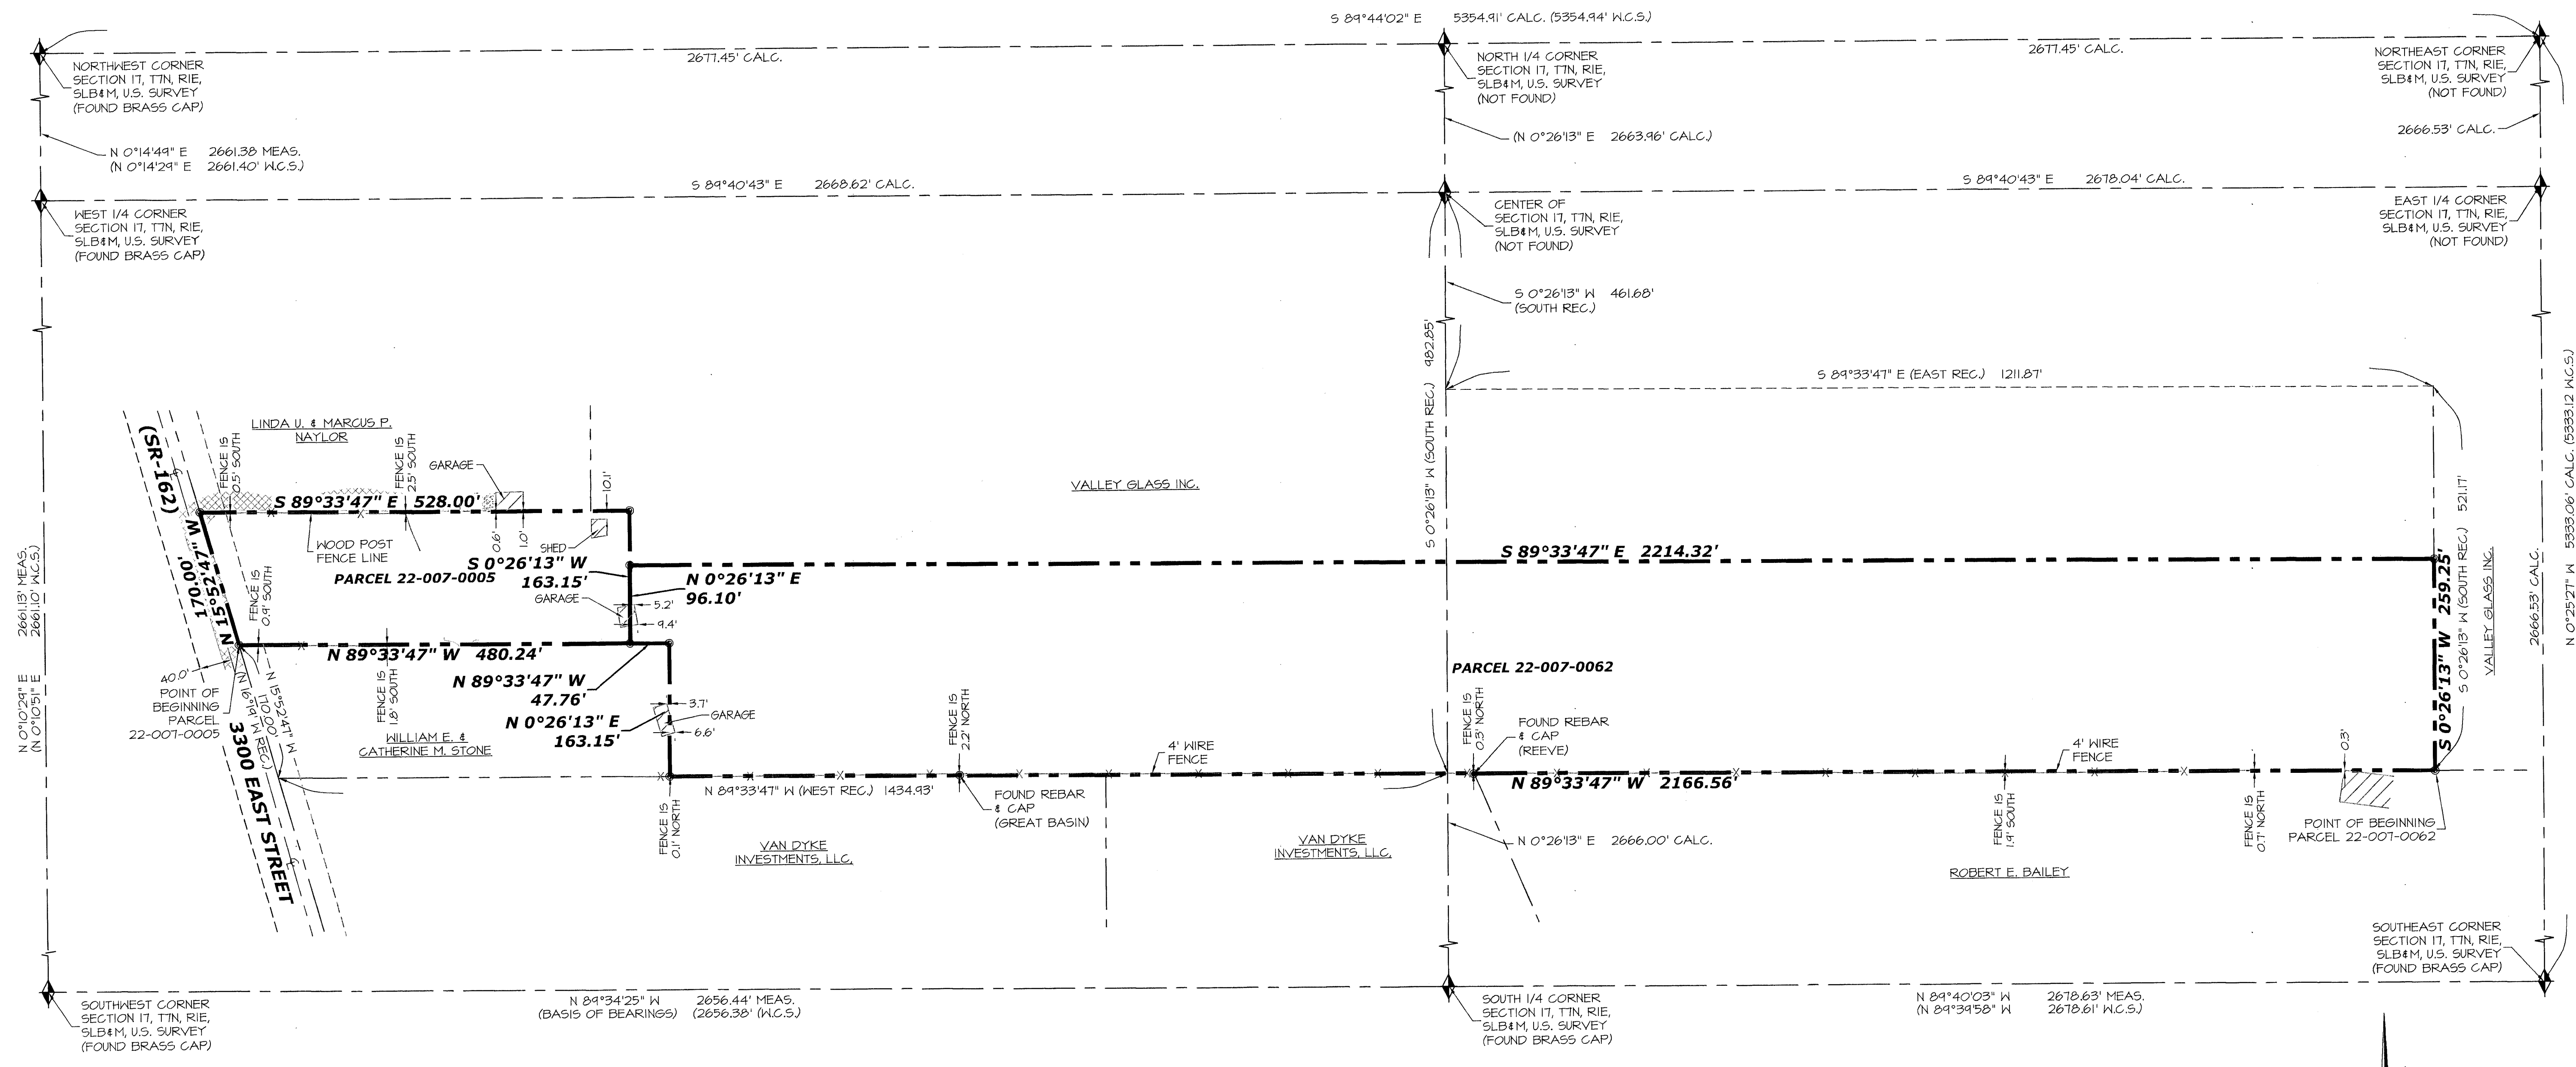 S 89°44'02" E 5354.91' CALC. (5354.94' W.C.S.)
2677.45' CALC.
2677.45' CALC.
NORTHWEST CORNER
SECTION 17, T7N, R1E,
SLB&M, U.S. SURVEY
(FOUND BRASS CAP)
NORTH 1/4 CORNER
SECTION 17, T7N, R1E,
SLB&M, U.S. SURVEY
(NOT FOUND)
NORTHEAST CORNER
SECTION 17, T7N, R1E,
SLB&M, U.S. SURVEY
(NOT FOUND)
N 0°14'49" E 2661.38 MEAS.
(N 0°14'29" E 2661.40' W.C.S.)
(N 0°26'13" E 2663.96' CALC.)
2666.53' CALC.
S 89°40'43" E 2668.62' CALC.
S 89°40'43" E 2678.04' CALC.
WEST 1/4 CORNER
SECTION 17, T7N, R1E,
SLB&M, U.S. SURVEY
(FOUND BRASS CAP)
CENTER OF
SECTION 17, T7N, R1E,
SLB&M, U.S. SURVEY
(NOT FOUND)
EAST 1/4 CORNER
SECTION 17, T7N, R1E,
SLB&M, U.S. SURVEY
(NOT FOUND)
S 0°26'13" W 461.68'
(SOUTH REC.)
S 0°26'13" W (SOUTH REC.) 982.85'
S 89°33'47" E (EAST REC.) 1211.87'
N 0°25'27" W 5333.06' CALC. (5333.12 W.C.S.)
2666.53' CALC.
S 0°26'13" W (SOUTH REC.) 521.17'
VALLEY GLASS INC.
S 0°26'13" W 259.25'
(SR-162)
LINDA U. & MARCUS P.
NAYLOR
FENCE IS
0.5' SOUTH
FENCE IS
2.5' SOUTH
GARAGE
10.1'
VALLEY GLASS INC.
S 89°33'47" E 528.00'
WOOD POST
FENCE LINE
0.6'
1.0'
SHED
S 0°26'13" W
163.15'
PARCEL 22-007-0005
N 0°26'13" E
96.10'
GARAGE
5.2'
9.4'
S 89°33'47" E 2214.32'
N 0°10'29" E 2661.13' MEAS.
(N 0°10'51" E 2661.10' W.C.S.)
170.00'
N 15°52'47" W
FENCE IS
0.9' SOUTH
N 89°33'47" W 480.24'
40.0'
POINT OF
BEGINNING
PARCEL
22-007-0005
N 15°52'47" W
170.00'
(N 16°19' W REC.)
FENCE IS
1.8' SOUTH
N 89°33'47" W
47.76'
N 0°26'13" E
163.15'
3.7'
GARAGE
6.6'
WILLIAM E. &
CATHERINE M. STONE
3300 EAST STREET
PARCEL 22-007-0062
FENCE IS
2.2' NORTH
FENCE IS
0.3' NORTH
FOUND REBAR
& CAP
(REEVE)
4' WIRE
FENCE
4' WIRE
FENCE
0.3'
N 89°33'47" W (WEST REC.) 1434.93'
N 89°33'47" W 2166.56'
FENCE IS
0.1' NORTH
FOUND REBAR
& CAP
(GREAT BASIN)
FENCE IS
1.9' SOUTH
FENCE IS
0.7' NORTH
POINT OF BEGINNING
PARCEL 22-007-0062
VAN DYKE
INVESTMENTS, LLC.
VAN DYKE
INVESTMENTS, LLC.
N 0°26'13" E 2666.00' CALC.
ROBERT E. BAILEY
SOUTHEAST CORNER
SECTION 17, T7N, R1E,
SLB&M, U.S. SURVEY
(FOUND BRASS CAP)
SOUTHWEST CORNER
SECTION 17, T7N, R1E,
SLB&M, U.S. SURVEY
(FOUND BRASS CAP)
N 89°34'25" W 2656.44' MEAS.
(BASIS OF BEARINGS) (2656.38' (W.C.S.)
SOUTH 1/4 CORNER
SECTION 17, T7N, R1E,
SLB&M, U.S. SURVEY
(FOUND BRASS CAP)
N 89°40'03" W 2678.63' MEAS.
(N 89°39'58" W 2678.61' W.C.S.)